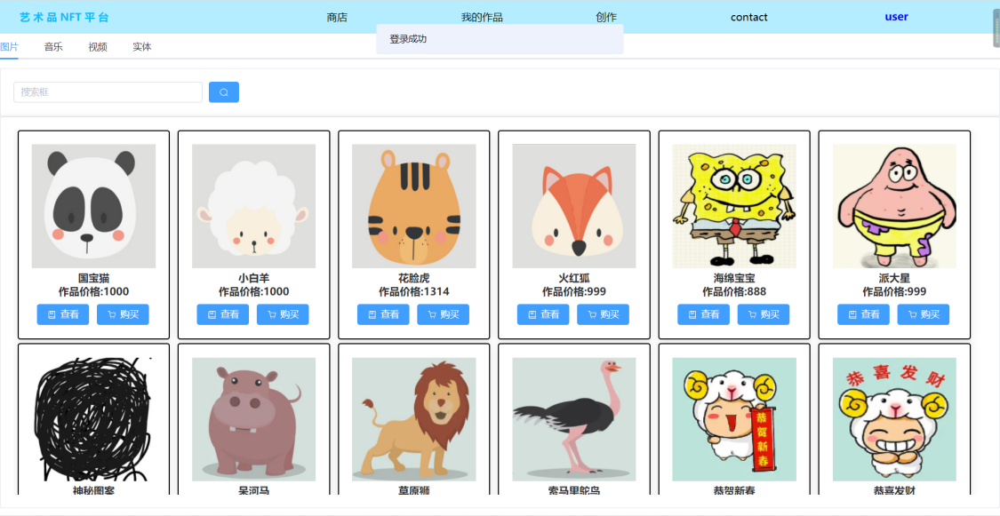 艺术品NFT平台 商店 我的作品 创作 contact user
登录成功
图片 音乐 视频 实体
搜索框
国宝猫 小白羊 花脸虎 火红狐 海绵宝宝 派大星
作品价格:1000 作品价格:1000 作品价格:1314 作品价格:999 作品价格:888 作品价格:999
查看 购买 查看 购买 查看 购买 查看 购买 查看 购买 查看 购买
恭喜发财
恭贺新春
神秘图案 呆河马 草原狮 索马里鸵鸟 恭贺新春 恭喜发财